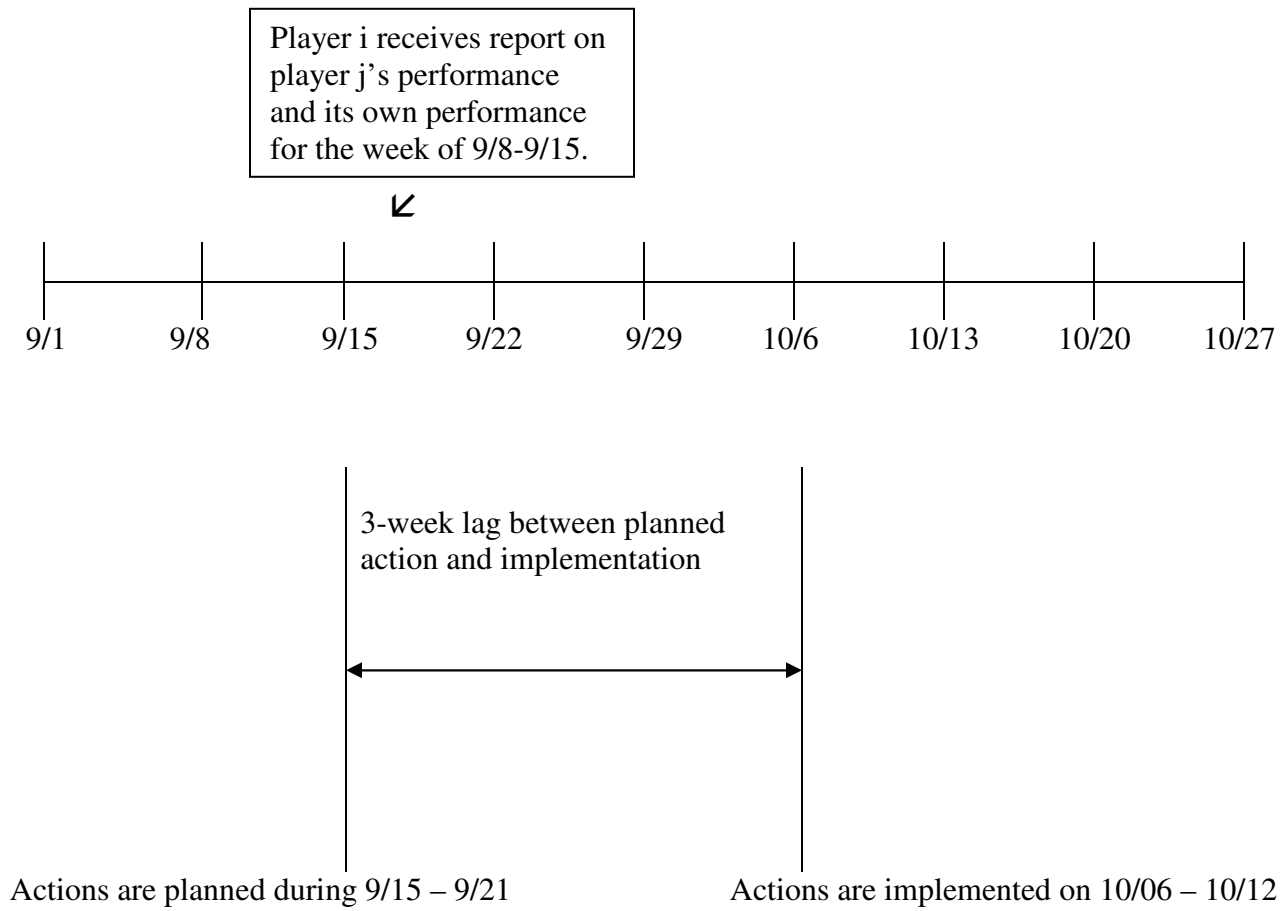 Player i receives report on
player j’s performance
and its own performance
for the week of 9/8-9/15.
9/1 9/8 9/15 9/22 9/29 10/6 10/13 10/20 10/27
3-week lag between planned
action and implementation
Actions are planned during 9/15 – 9/21 Actions are implemented on 10/06 – 10/12